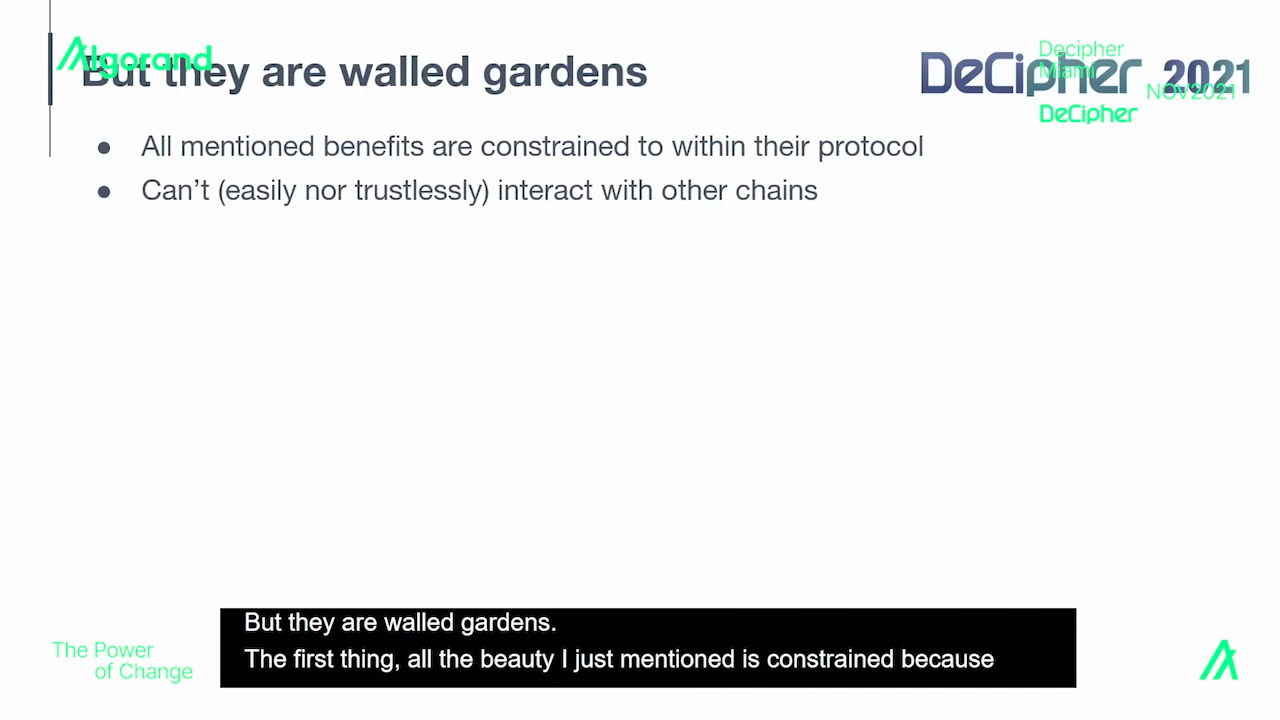 Algorand
But they are walled gardens
DeCipher 2021
Decipher
Miami
NOV2021
DeCipher
● All mentioned benefits are constrained to within their protocol
● Can’t (easily nor trustlessly) interact with other chains
But they are walled gardens.
The first thing, all the beauty I just mentioned is constrained because
The Power
of Change